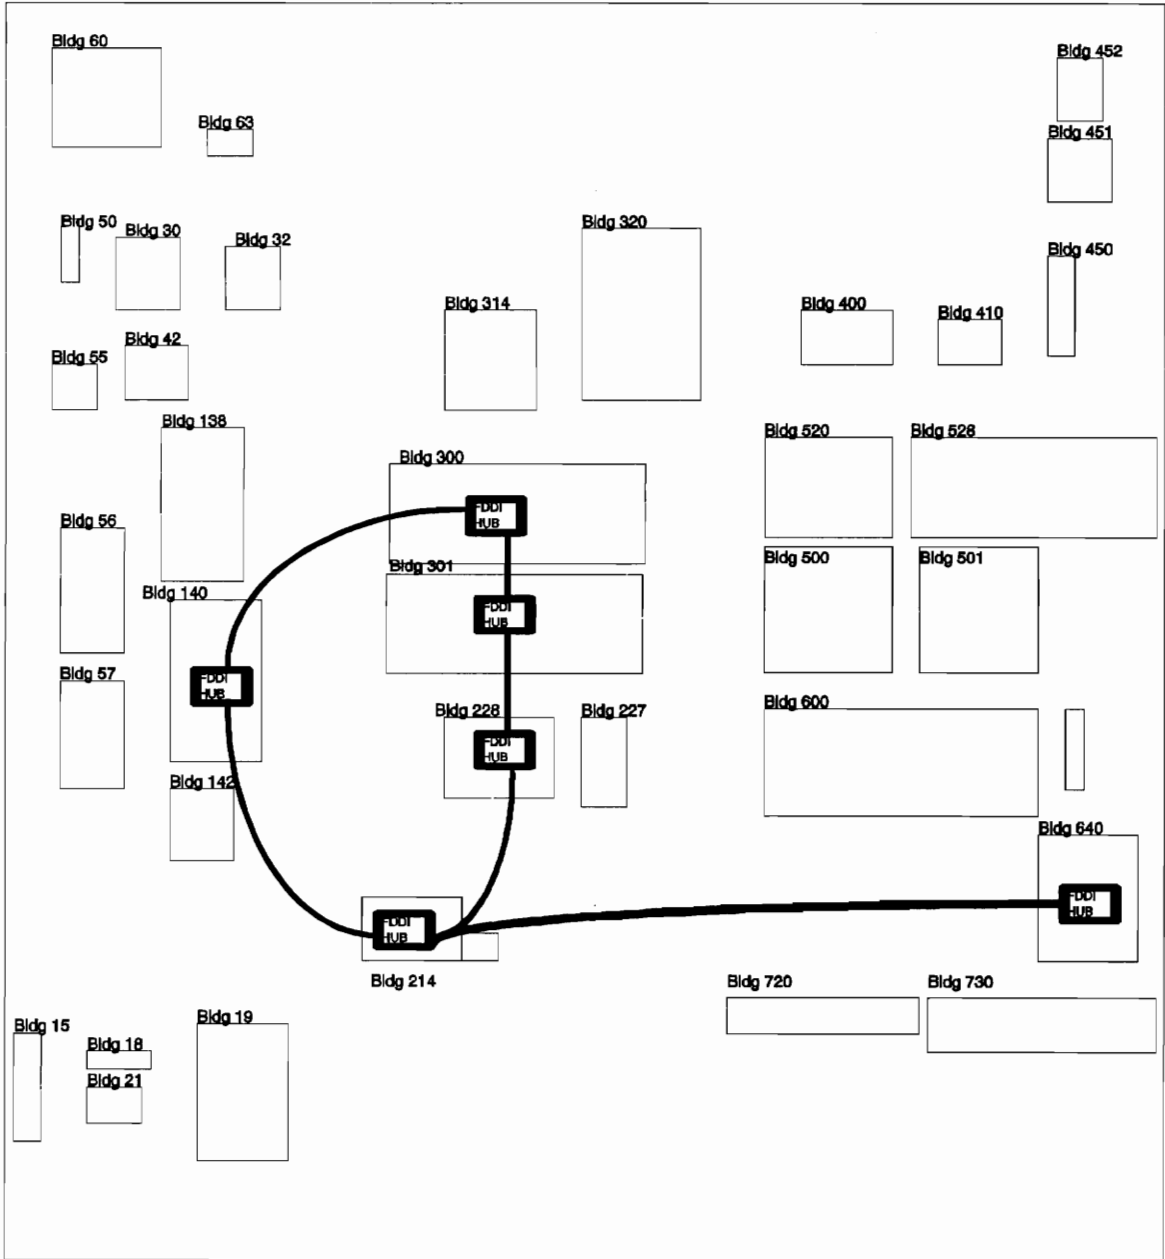 Bldg 60
Bldg 452
Bldg 63
Bldg 451
Bldg 50
Bldg 30
Bldg 32
Bldg 320
Bldg 450
Bldg 314
Bldg 400
Bldg 410
Bldg 42
Bldg 55
Bldg 138
Bldg 520
Bldg 528
Bldg 300
FDDI
HUB
Bldg 56
Bldg 301
Bldg 500
Bldg 501
Bldg 140
FDDI
HUB
Bldg 57
FDDI
HUB
Bldg 228
Bldg 227
Bldg 600
FDDI
HUB
Bldg 142
Bldg 640
FDDI
HUB
FDDI
HUB
Bldg 214
Bldg 720
Bldg 730
Bldg 15
Bldg 18
Bldg 19
Bldg 21